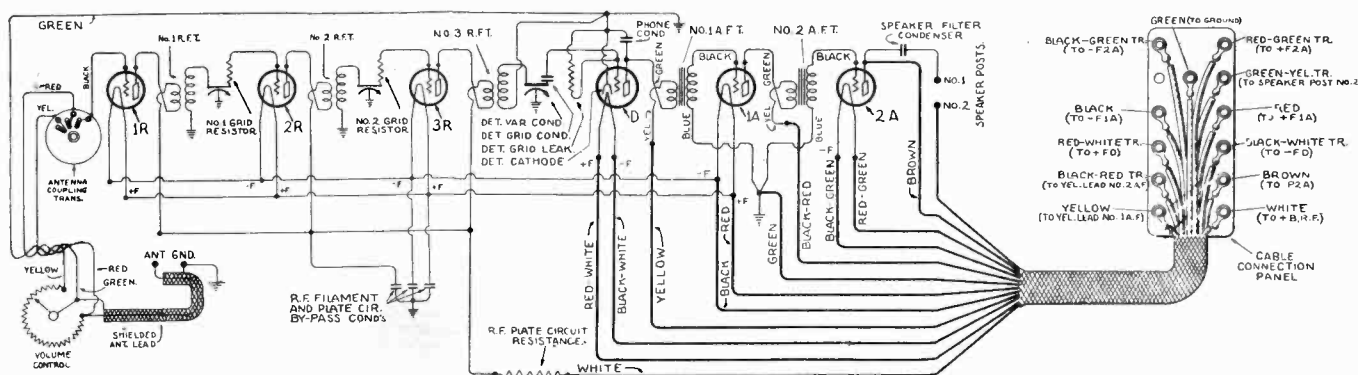 GREEN
No. 1 R.F.T.
BLACK
RED
YEL.
1R
NO.1 GRID
RESISTOR
ANTENNA
COUPLING
TRANS.
No 2 R.F.T.
2R
NO.2 GRID
RESISTOR
3R
NO.3 R.F.T.
PHONE
COND
DET. VAR COND
DET. GRID COND.
DET. GRID LEAK
DET. CATHODE
D
GREEN
NO.1 A.F.T.
BLACK
BLUE
YEL.
1A
GREEN
NO.2 A.F.T.
BLACK
BLUE
YEL.
2A
SPEAKER FILTER
CONDENSER
NO.1
NO.2
SPEAKER POSTS.
-F
+F
-F
+F
+F
-F
-F
+F
-F
YELLOW
RED
GREEN.
ANT GND.
SHIELDED
ANT. LEAD
VOLUME
CONTROL
R.F. FILAMENT
AND PLATE CIR.
BY-PASS COND'S
RED-WHITE
BLACK-WHITE
YELLOW
BLACK
RED
GREEN
BLACK-RED
BLACK-GREEN
RED-GREEN
BROWN
R.F. PLATE CIRCUIT
RESISTANCE.
WHITE
GREEN (TO GROUND)
BLACK-GREEN TR.
(TO -F2A)
RED-GREEN TR.
(TO +F2A)
GREEN-YEL. TR.
(TO SPEAKER POST NO.2)
BLACK
(TO -F1A)
RED
(TO +F1A)
RED-WHITE TR.
(TO +FD)
BLACK-WHITE TR.
(TO -FD)
BLACK-RED TR
(TO YEL. LEAD NO.2 A.F)
BROWN
(TO P2A)
YELLOW
(TO YEL. LEAD NO. 1A.F)
WHITE
(TO +B.R.F.)
CABLE
CONNECTION
PANEL